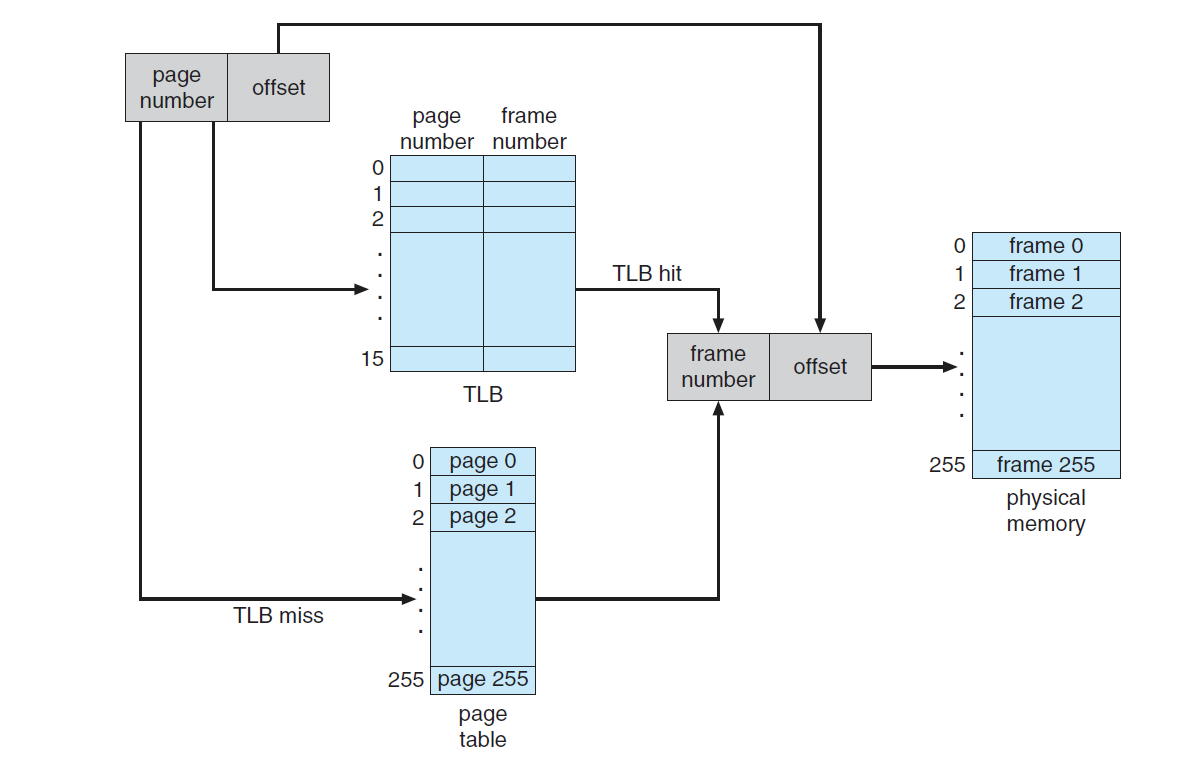 page
number
offset
page
number
frame
number
0
1
2
.
.
.
.
15
TLB
TLB hit
frame
number
offset
0
frame 0
1
frame 1
2
frame 2
.
.
.
.
255
frame 255
physical
memory
0
page 0
1
page 1
2
page 2
.
.
.
.
TLB miss
255
page 255
page
table